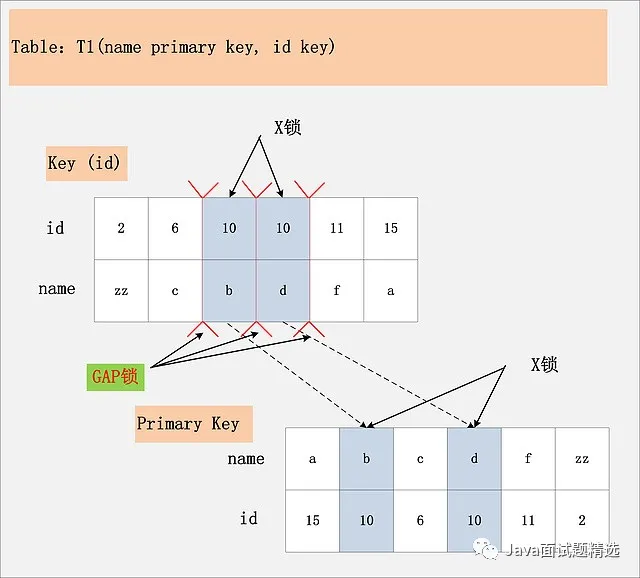 Table: T1(name primary key, id key)
X锁
Key (id)
id 2 6 10 10 11 15
name zz c b d f a
GAP锁
X锁
Primary Key
name a b c d f zz
id 15 10 6 10 11 2
Java面试题精选